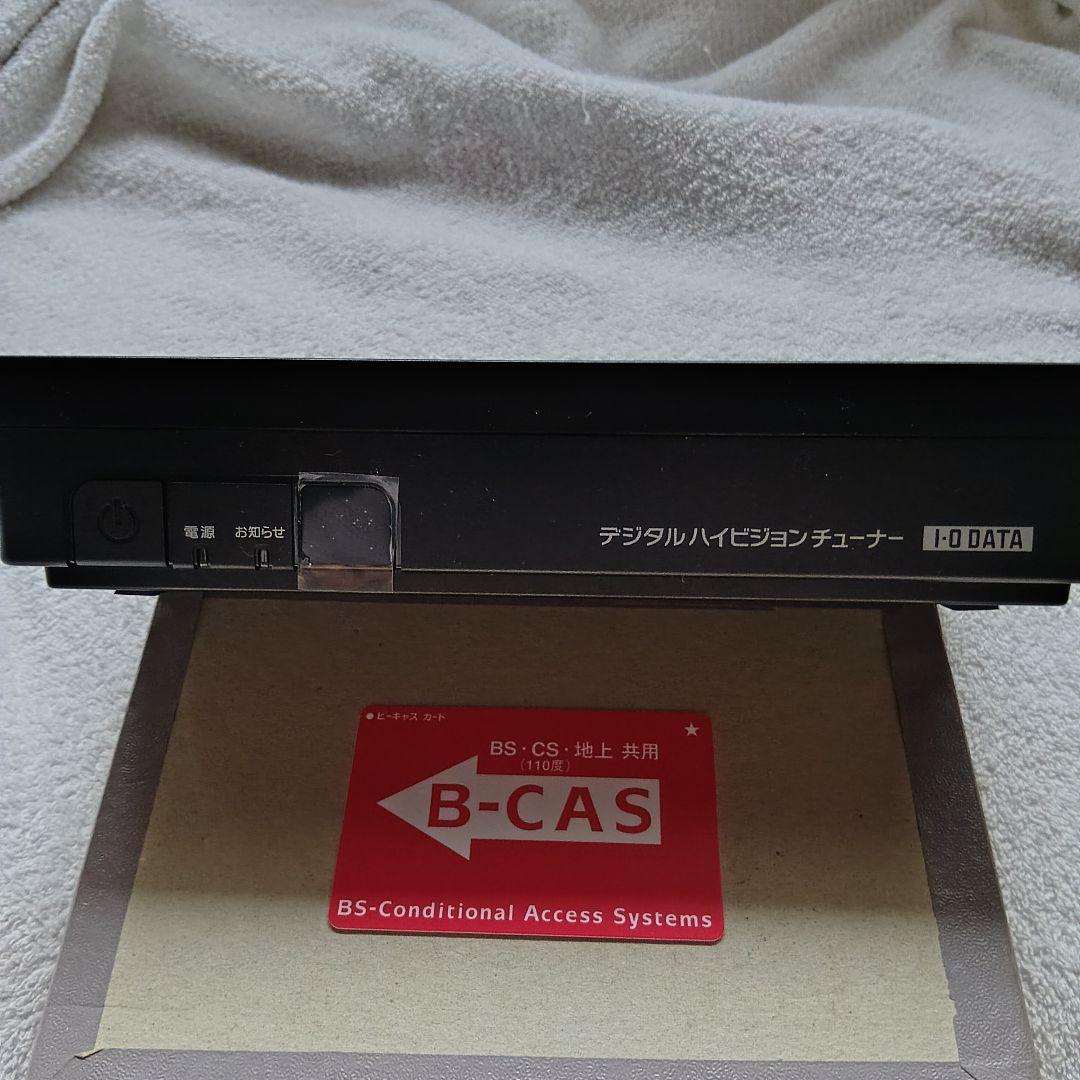 電源 お知らせ
デジタルハイビジョンチューナー I-O DATA
●ビーキャス カード
★
BS・CS・地上 共用
(110度)
B-CAS
BS-Conditional Access Systems